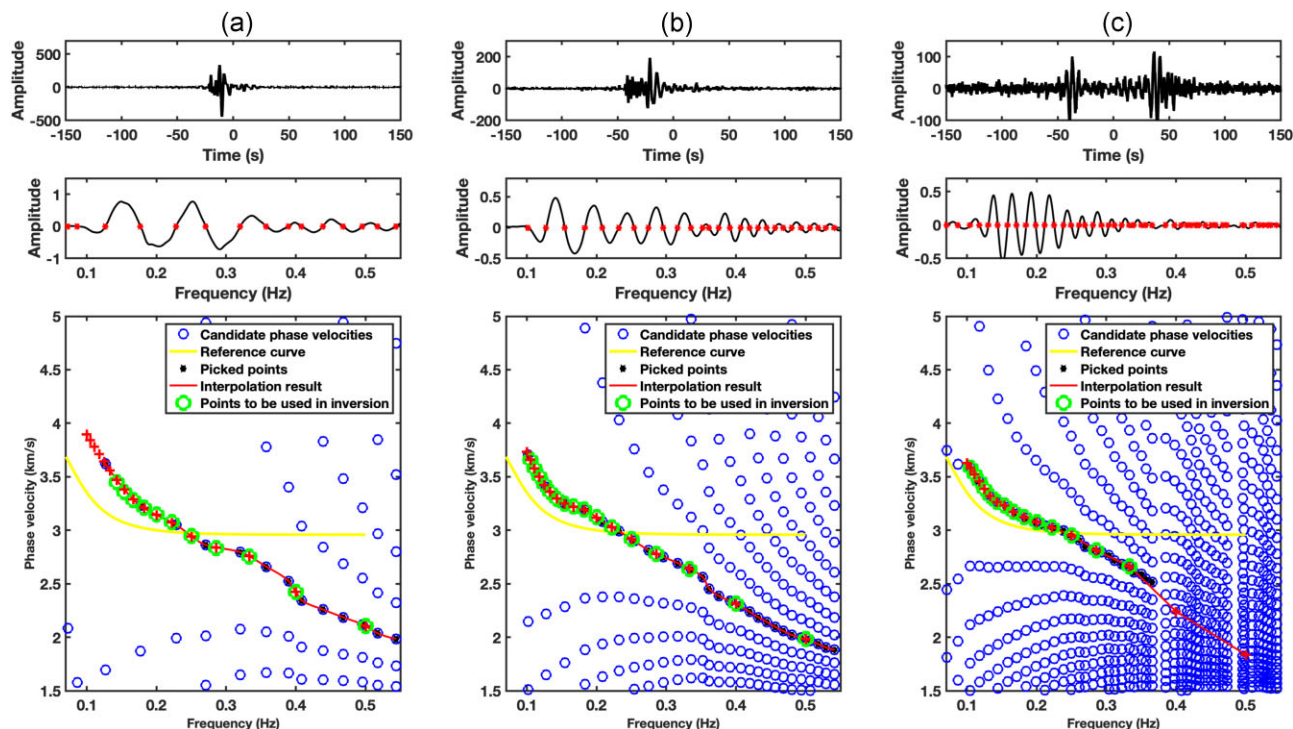 (a)
(b)
(c)
500
0
-500
Amplitude
-150 -100 -50 0 50 100 150
Time (s)
200
0
-200
Amplitude
-150 -100 -50 0 50 100 150
Time (s)
100
0
-100
Amplitude
-150 -100 -50 0 50 100 150
Time (s)
1
0
-1
Amplitude
0.1 0.2 0.3 0.4 0.5
Frequency (Hz)
0.5
0
-0.5
Amplitude
0.1 0.2 0.3 0.4 0.5
Frequency (Hz)
0.5
0
-0.5
Amplitude
0.1 0.2 0.3 0.4 0.5
Frequency (Hz)
5
4.5
4
3.5
3
2.5
2
1.5
Phase velocity (km/s)
Candidate phase velocities
Reference curve
Picked points
Interpolation result
Points to be used in inversion
0.1 0.2 0.3 0.4 0.5
Frequency (Hz)
5
4.5
4
3.5
3
2.5
2
1.5
Phase velocity (km/s)
Candidate phase velocities
Reference curve
Picked points
Interpolation result
Points to be used in inversion
0.1 0.2 0.3 0.4 0.5
Frequency (Hz)
5
4.5
4
3.5
3
2.5
2
1.5
Phase velocity (km/s)
Candidate phase velocities
Reference curve
Picked points
Interpolation result
Points to be used in inversion
0.1 0.2 0.3 0.4 0.5
Frequency (Hz)